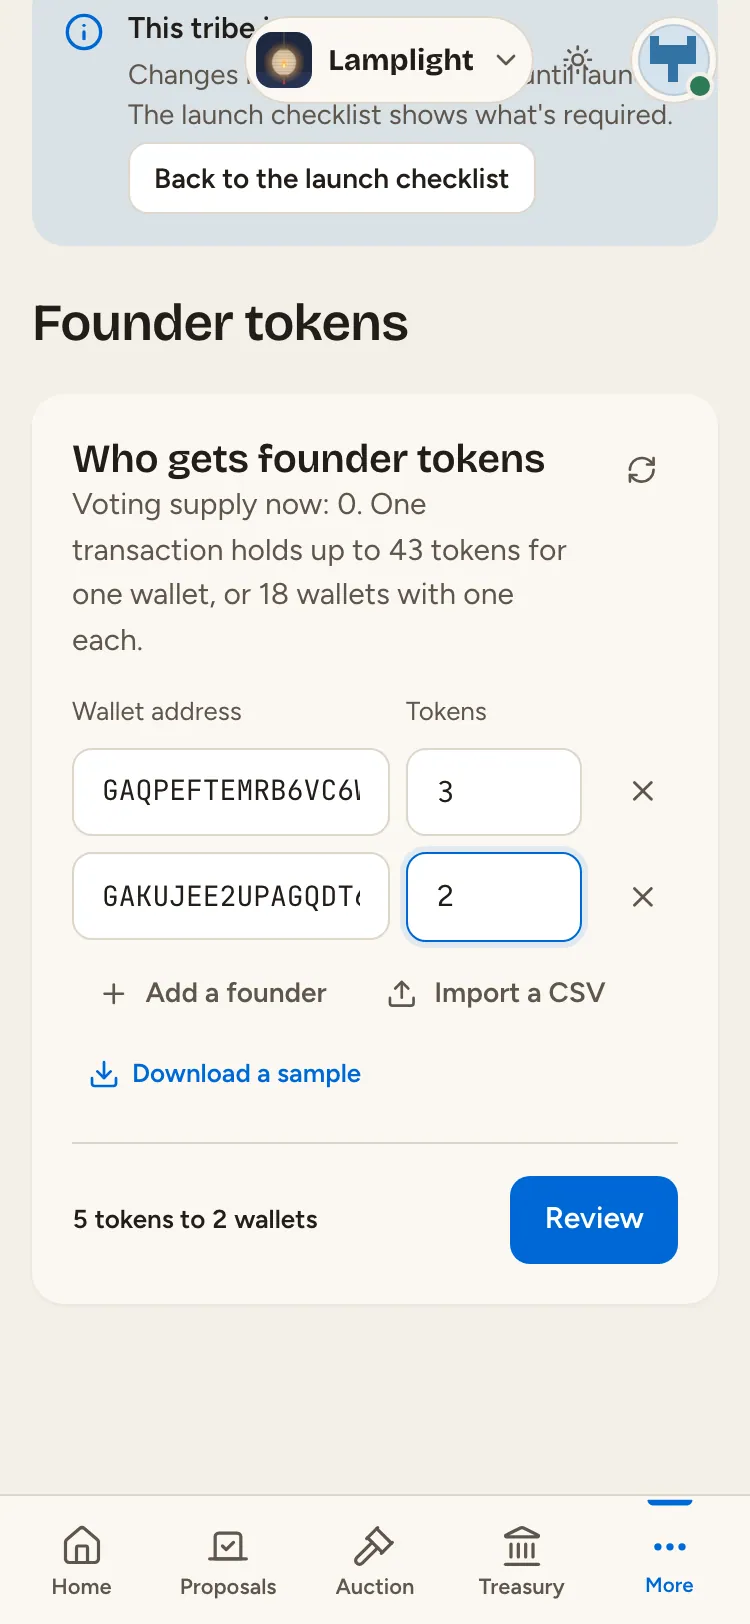 This tribe
Lamplight
Changes
until laun
The launch checklist shows what's required.
Back to the launch checklist
Founder tokens
Who gets founder tokens
Voting supply now: 0. One
transaction holds up to 43 tokens for
one wallet, or 18 wallets with one
each.
Wallet address Tokens
GAQPEFTEMRB6VC6 3
GAKUJEE2UPAGQDT 2
Add a founder Import a CSV
Download a sample
5 tokens to 2 wallets Review
Home Proposals Auction Treasury More